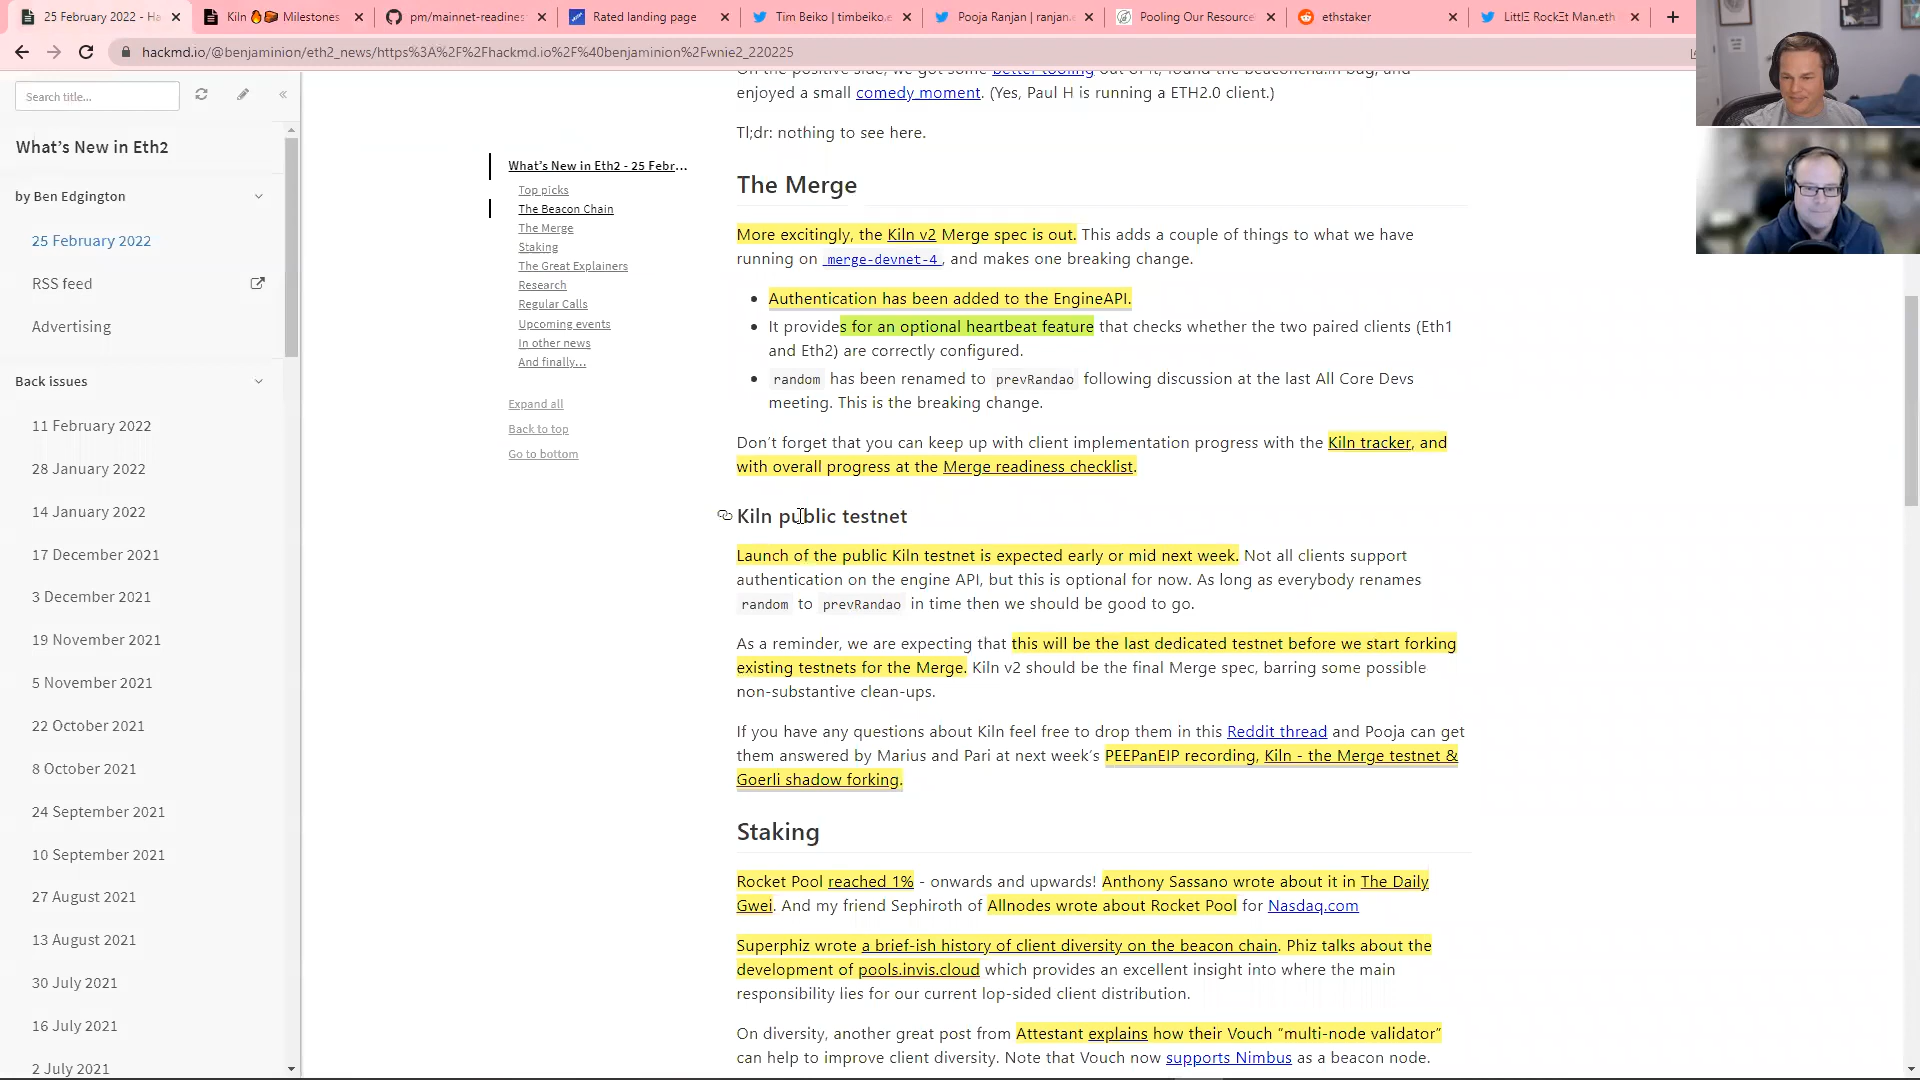 25 February 2022 - Ha
Kiln 🔥🧱 Milestones
pm/mainnet-readines
Rated landing page
Tim Beiko | timbeiko.e
Pooja Ranjan | ranjan.e
Pooling Our Resource
ethstaker
LittlΞ RockΞt Man.eth
hackmd.io/@benjaminion/eth2_news/https%3A%2F%2Fhackmd.io%2F%40benjaminion%2Fwnie2_220225
Search title...
What's New in Eth2
by Ben Edgington
25 February 2022
RSS feed
Advertising
Back issues
11 February 2022
28 January 2022
14 January 2022
17 December 2021
3 December 2021
19 November 2021
5 November 2021
22 October 2021
8 October 2021
24 September 2021
10 September 2021
27 August 2021
13 August 2021
30 July 2021
16 July 2021
2 July 2021
What's New in Eth2 - 25 Febr...
Top picks
The Beacon Chain
The Merge
Staking
The Great Explainers
Research
Regular Calls
Upcoming events
In other news
And finally...
Expand all
Back to top
Go to bottom
On the positive side, we got some better tooling out of it, found the beaconcha.in bug, and
enjoyed a small comedy moment. (Yes, Paul H is running a ETH2.0 client.)
Tl;dr: nothing to see here.
The Merge
More excitingly, the Kiln v2 Merge spec is out. This adds a couple of things to what we have
running on merge-devnet-4, and makes one breaking change.
• Authentication has been added to the EngineAPI.
• It provides for an optional heartbeat feature that checks whether the two paired clients (Eth1
and Eth2) are correctly configured.
• random has been renamed to prevRandao following discussion at the last All Core Devs
meeting. This is the breaking change.
Don't forget that you can keep up with client implementation progress with the Kiln tracker, and
with overall progress at the Merge readiness checklist.
Kiln public testnet
Launch of the public Kiln testnet is expected early or mid next week. Not all clients support
authentication on the engine API, but this is optional for now. As long as everybody renames
random to prevRandao in time then we should be good to go.
As a reminder, we are expecting that this will be the last dedicated testnet before we start forking
existing testnets for the Merge. Kiln v2 should be the final Merge spec, barring some possible
non-substantive clean-ups.
If you have any questions about Kiln feel free to drop them in this Reddit thread and Pooja can get
them answered by Marius and Pari at next week's PEEPanEIP recording, Kiln - the Merge testnet &
Goerli shadow forking.
Staking
Rocket Pool reached 1% - onwards and upwards! Anthony Sassano wrote about it in The Daily
Gwei. And my friend Sephiroth of Allnodes wrote about Rocket Pool for Nasdaq.com
Superphiz wrote a brief-ish history of client diversity on the beacon chain. Phiz talks about the
development of pools.invis.cloud which provides an excellent insight into where the main
responsibility lies for our current lop-sided client distribution.
On diversity, another great post from Attestant explains how their Vouch "multi-node validator"
can help to improve client diversity. Note that Vouch now supports Nimbus as a beacon node.